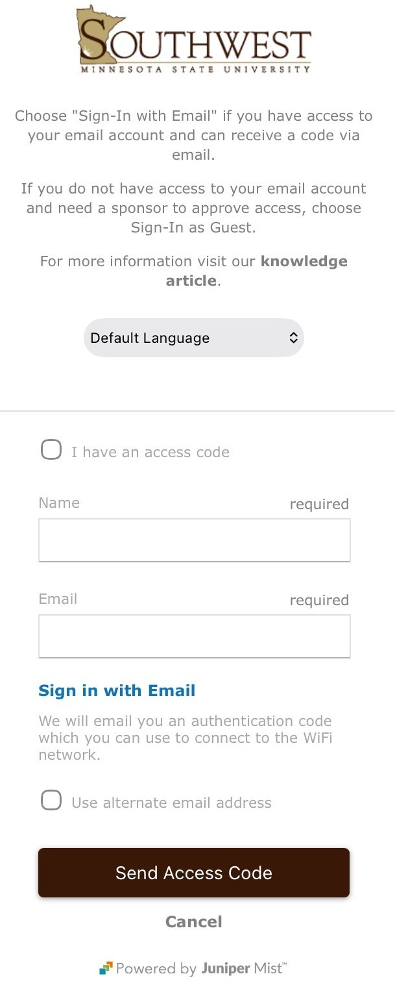 SOUTHWEST
MINNESOTA STATE UNIVERSITY
Choose "Sign-In with Email" if you have access to
your email account and can receive a code via
email.
If you do not have access to your email account
and need a sponsor to approve access, choose
Sign-In as Guest.
For more information visit our knowledge
article.
Default Language
I have an access code
Name required
Email required
Sign in with Email
We will email you an authentication code
which you can use to connect to the WiFi
network.
Use alternate email address
Send Access Code
Cancel
Powered by Juniper Mist™